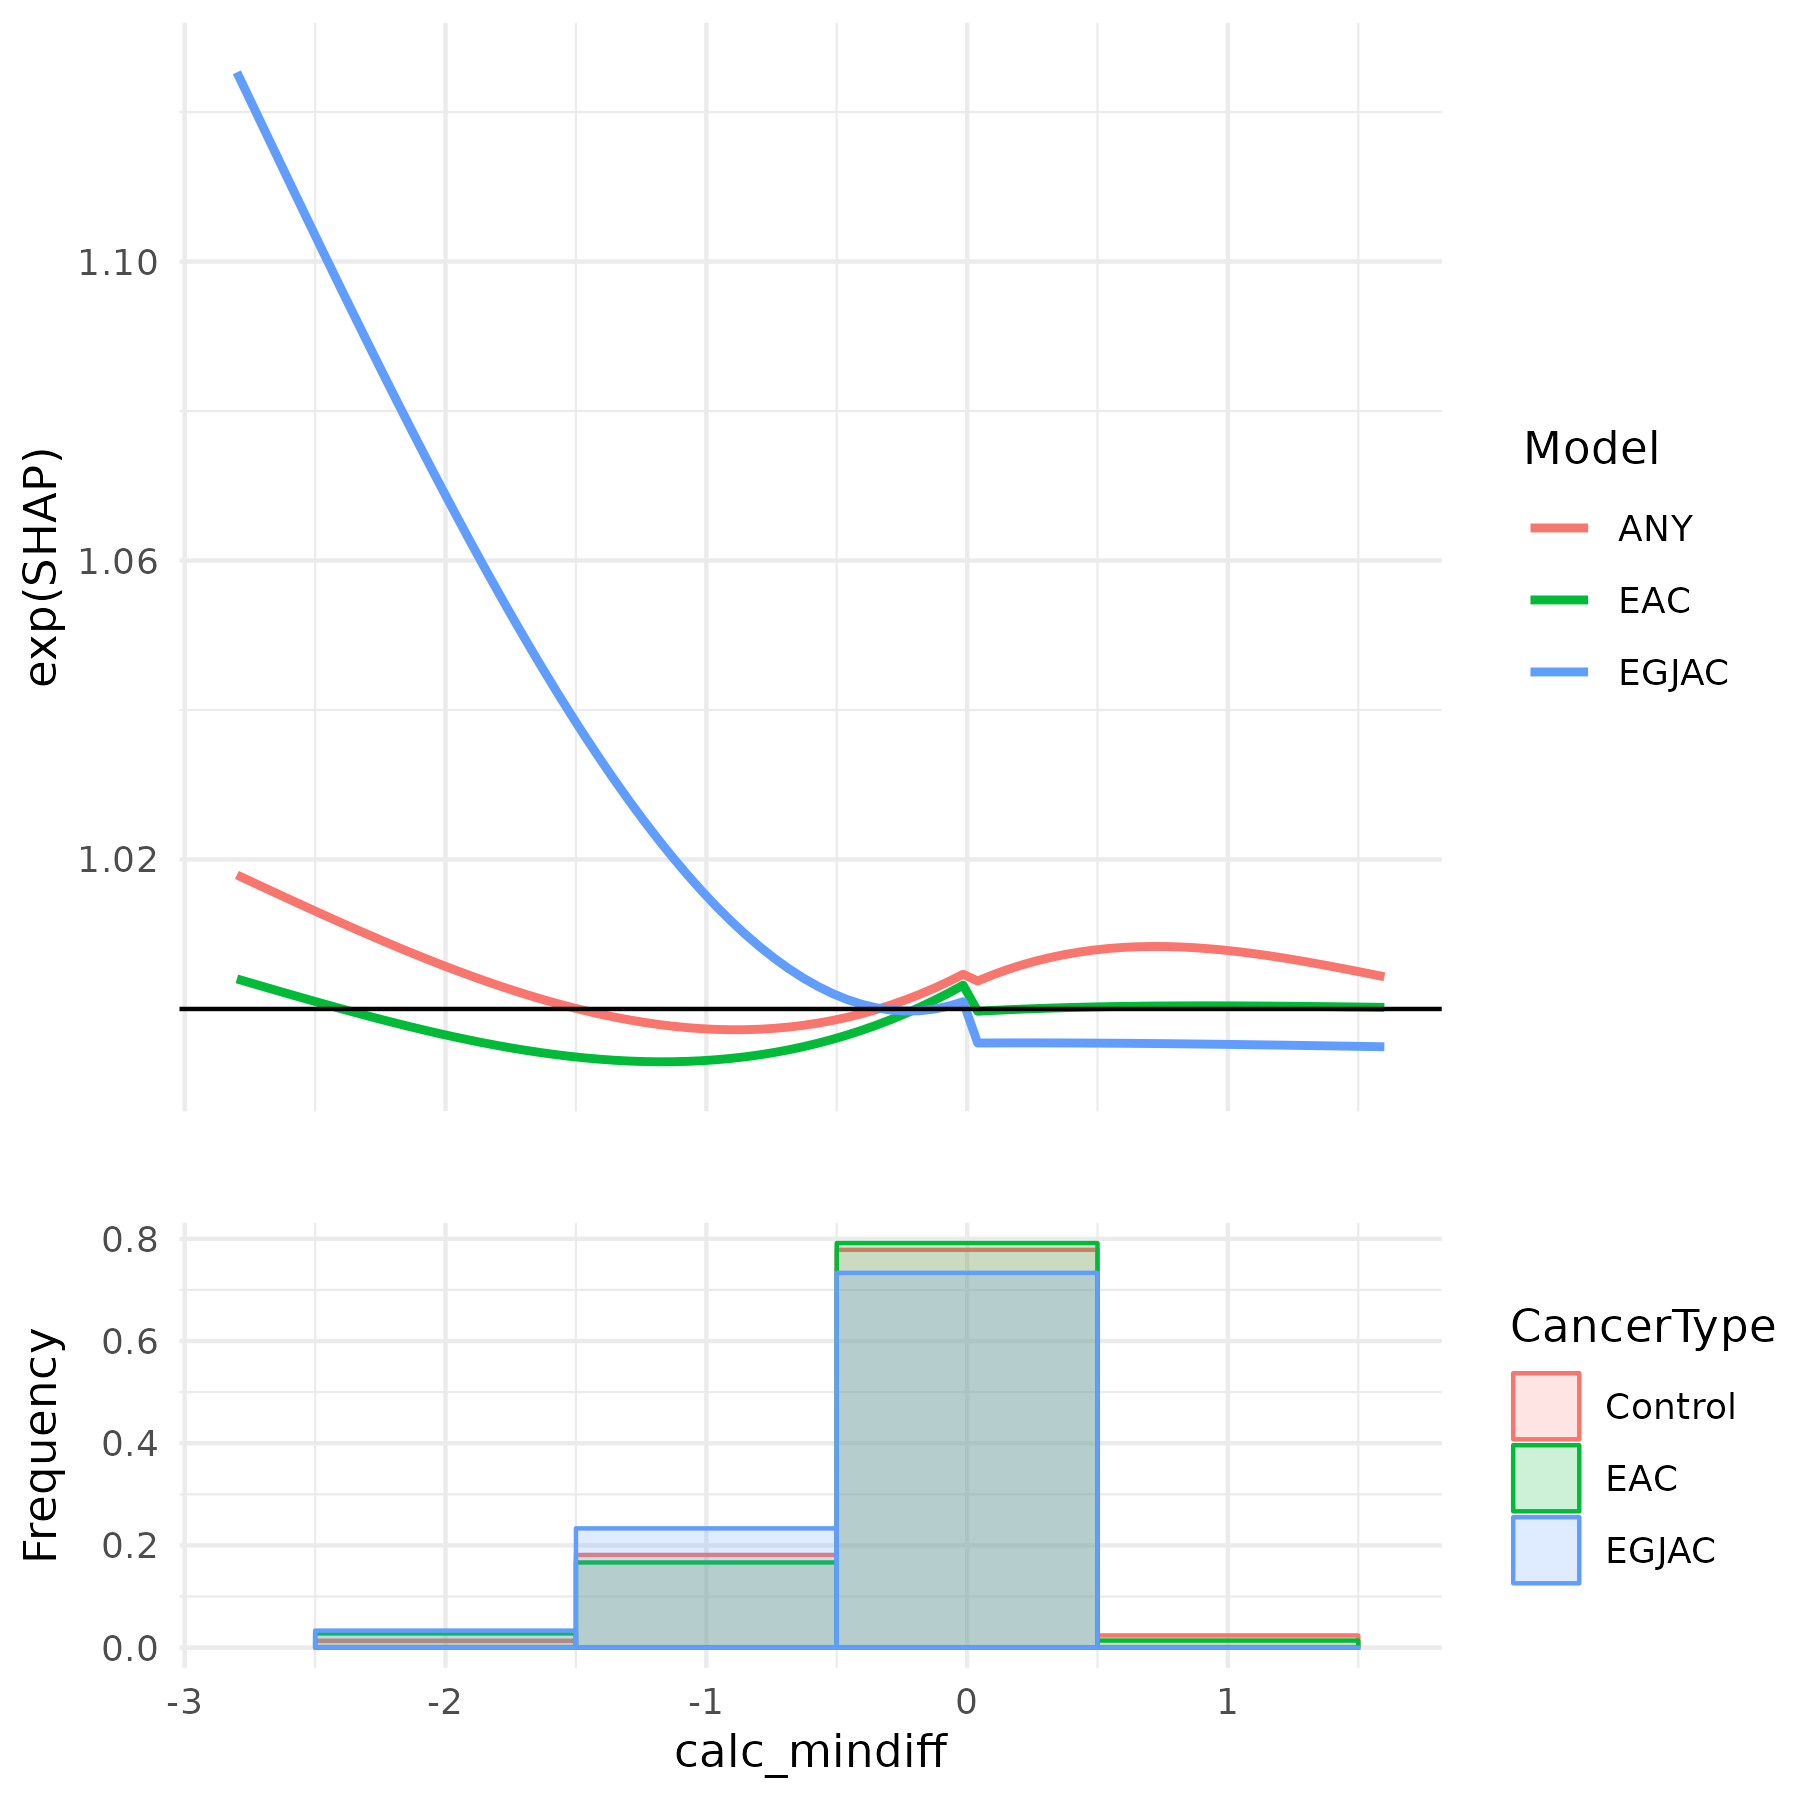 exp(SHAP)
1.10
1.06
1.02
Model
ANY
EAC
EGJAC
Frequency
0.8
0.6
0.4
0.2
0.0
-3 -2 -1 0 1
calc_mindiff
CancerType
Control
EAC
EGJAC